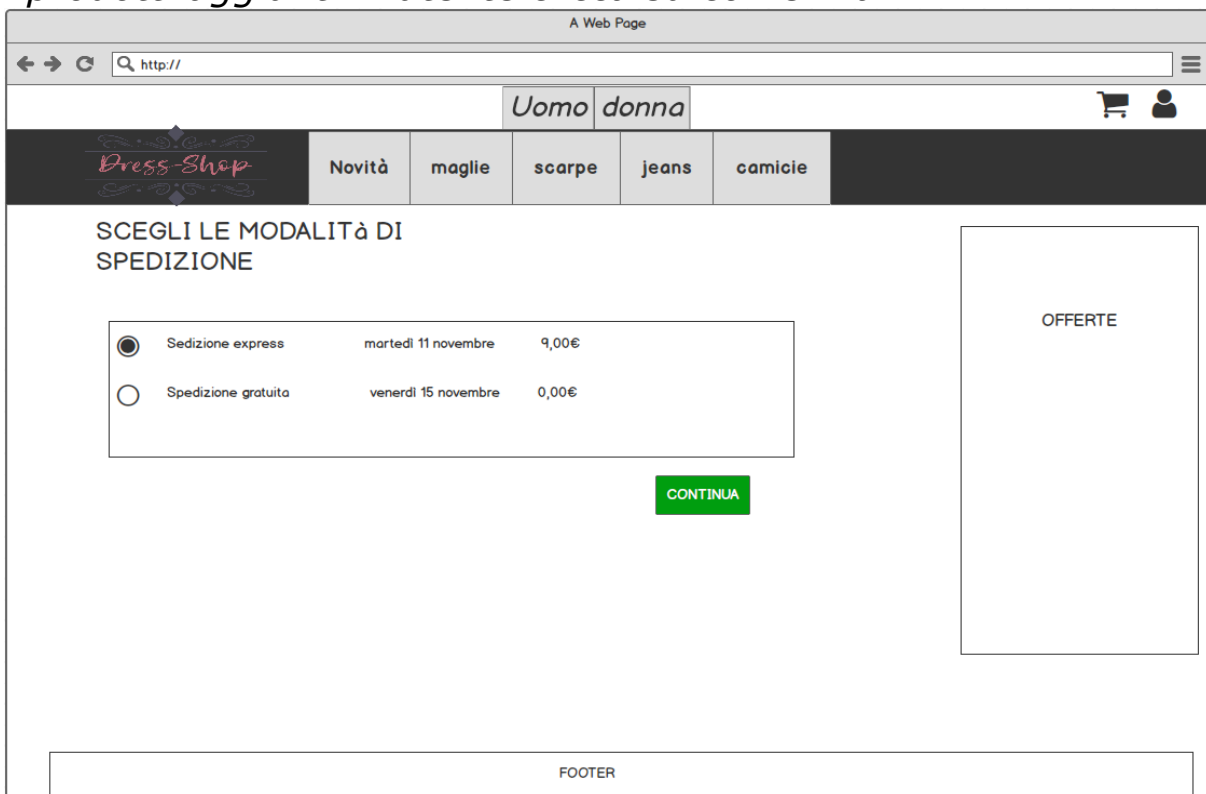 A Web Page
http://
Uomo donna
Dress-Shop
Novità maglie scarpe jeans camicie
SCEGLI LE MODALITà DI
SPEDIZIONE
OFFERTE
Sedizione express martedì 11 novembre 9,00€
Spedizione gratuita venerdì 15 novembre 0,00€
CONTINUA
FOOTER